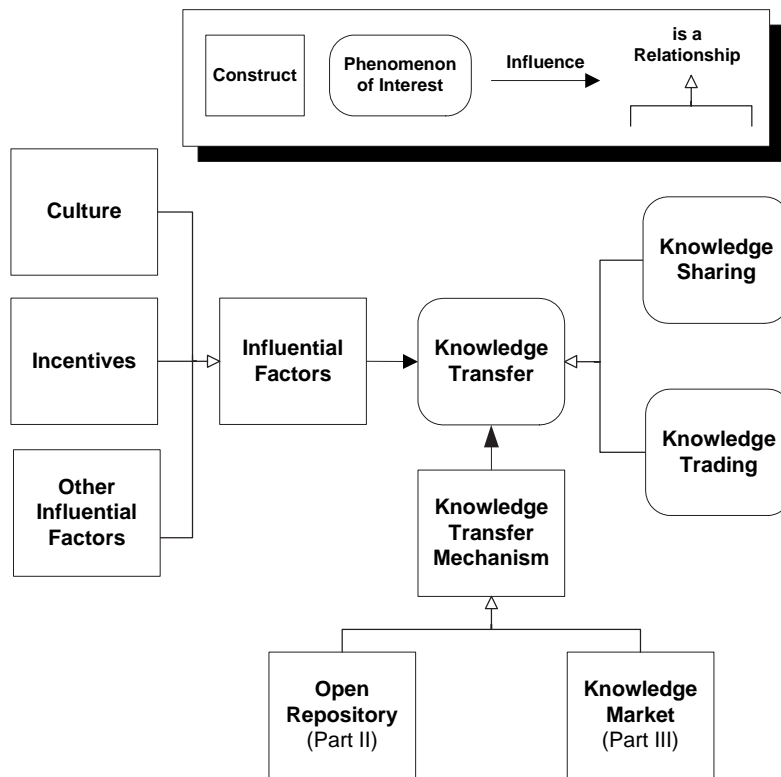 Construct
Phenomenon
of Interest
Influence
is a
Relationship
Culture
Incentives
Other
Influential
Factors
Influential
Factors
Knowledge
Transfer
Knowledge
Sharing
Knowledge
Trading
Knowledge
Transfer
Mechanism
Open
Repository
(Part II)
Knowledge
Market
(Part III)